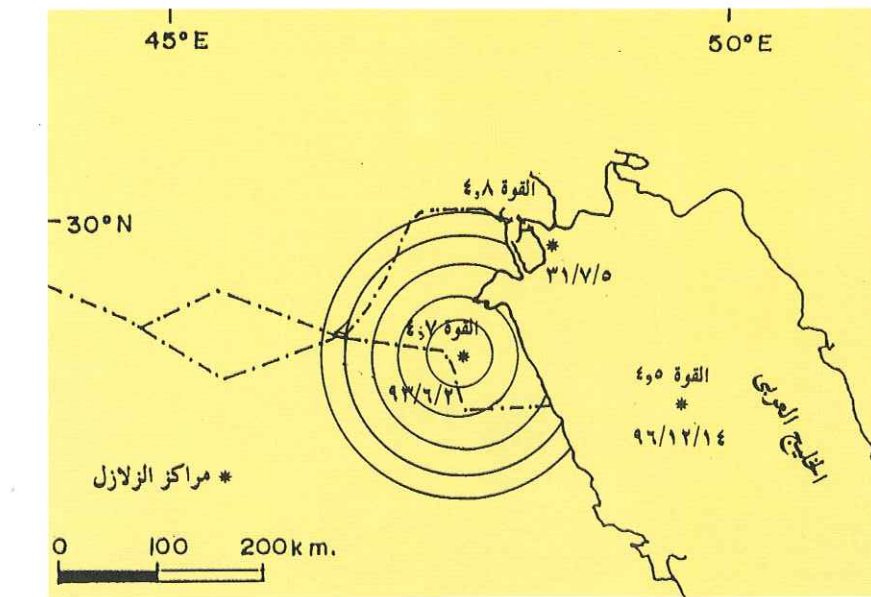 45°E
50°E
30°N
القوة ٤٫٨
٣١/٧/٥
القوة ٤٫٧
٩٣/٦/٢
القوة ٤٫٥
٩٦/١٢/١٤
الخليج العربي
* مراكز الزلازل
0 100 200 km.